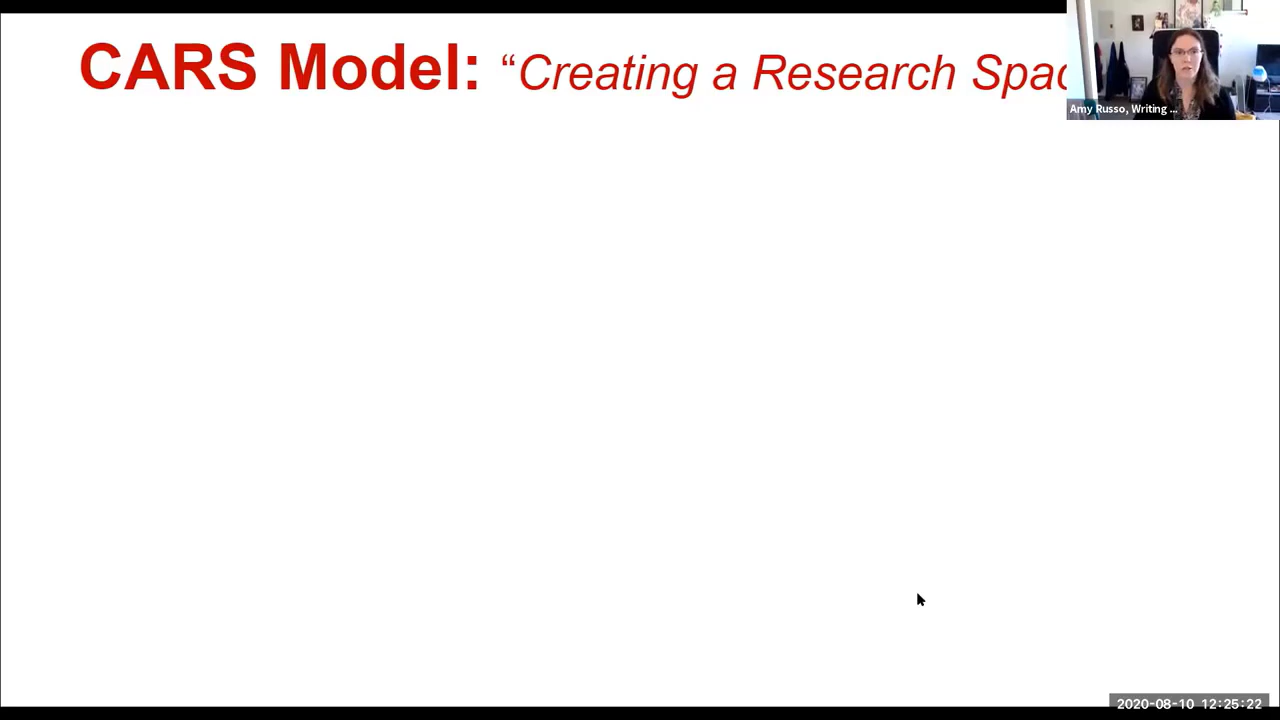 CARS Model: “Creating a Research Spac
Amy Russo, Writing ...
2020-08-10 12:25:22